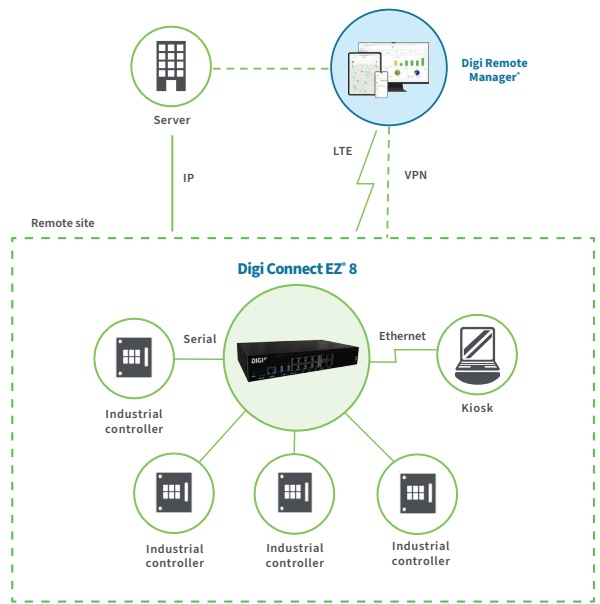 Digi Remote
Manager®
Server
LTE
IP
VPN
Remote site
Digi Connect EZ® 8
Serial
Ethernet
DIGI
Industrial
controller
Kiosk
Industrial
controller
Industrial
controller
Industrial
controller